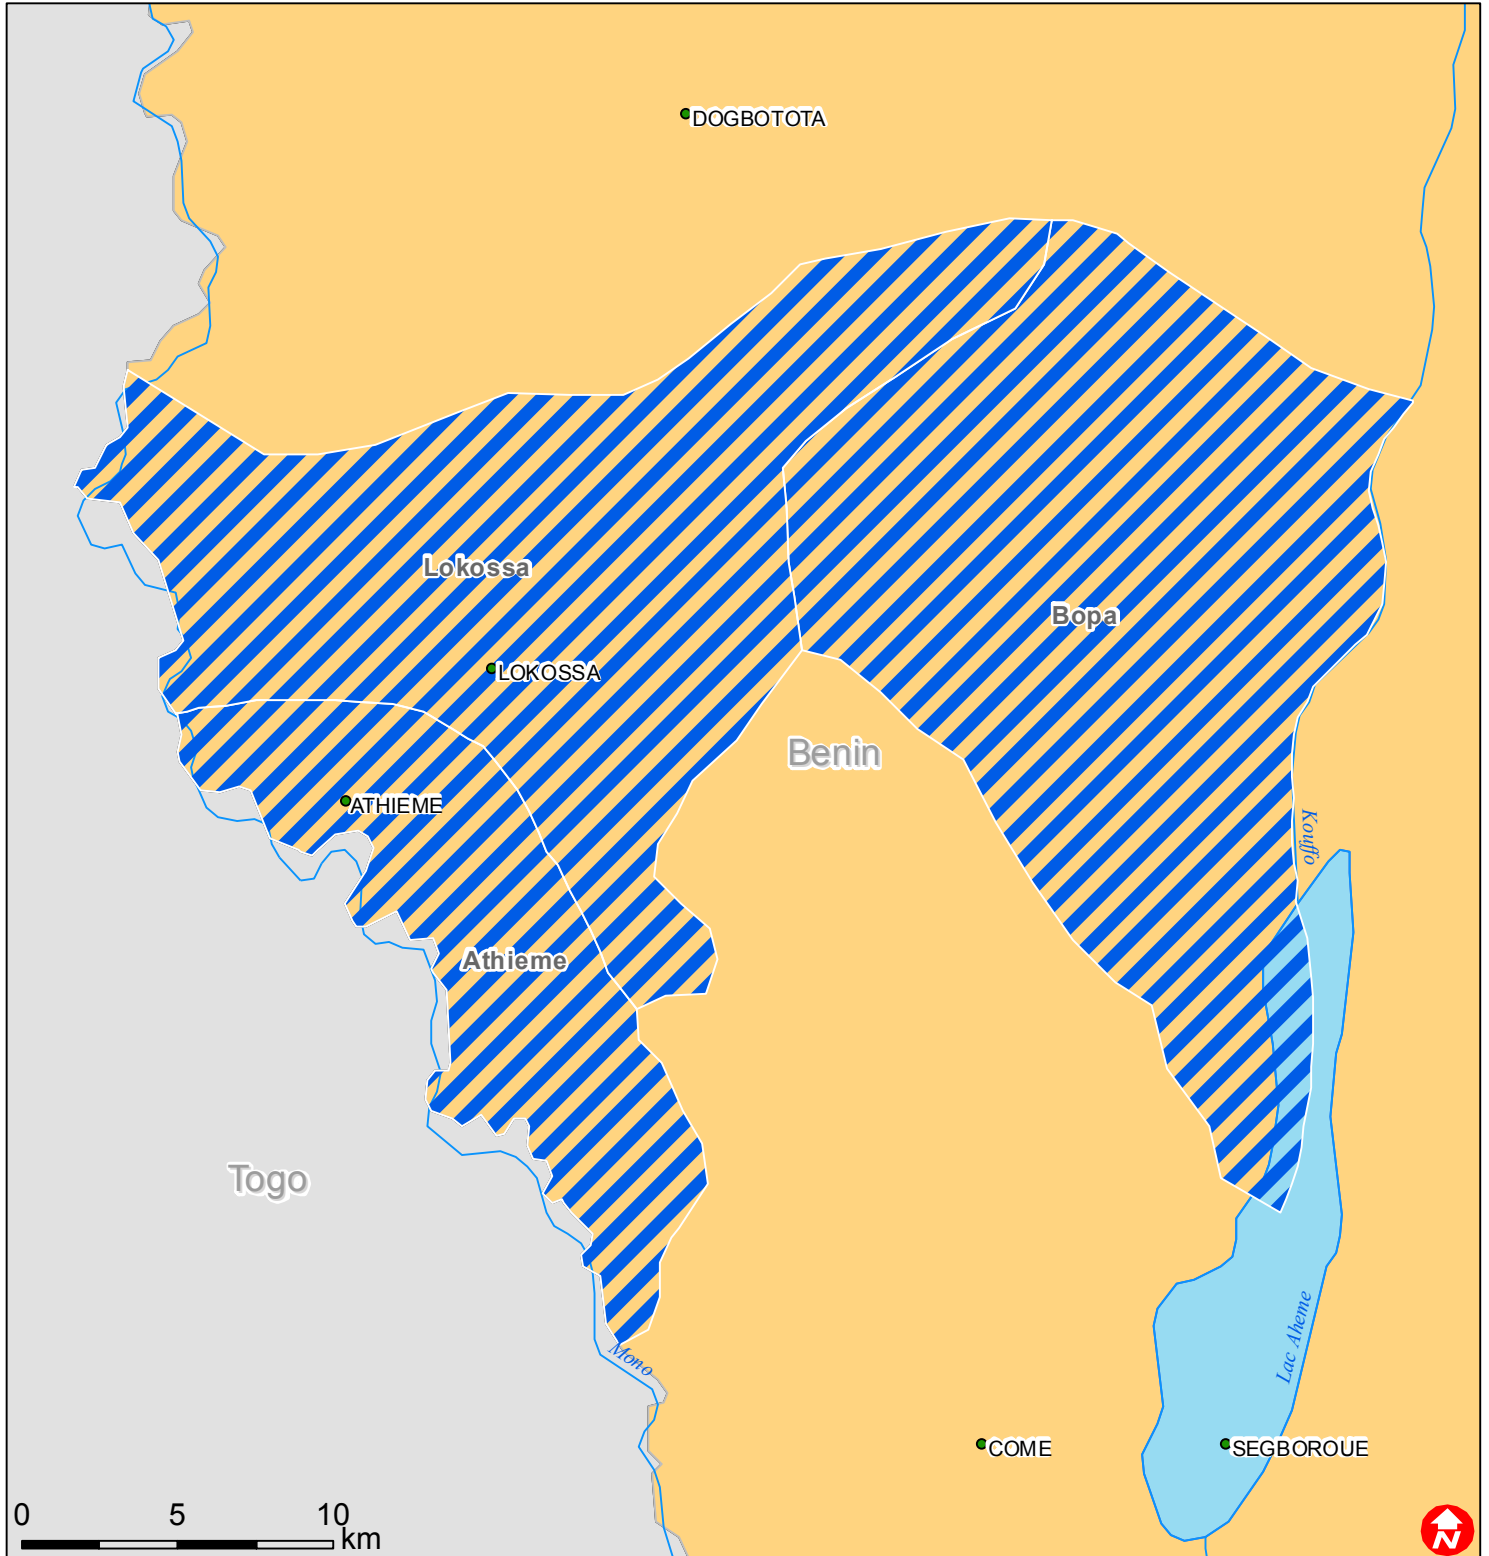 DOGBOTOTA
Lokossa
Bopa
LOKOSSA
Benin
ATHIEME
Kouffo
Athieme
Togo
Mono
Lac Aheme
COME
SEGBOROUE
0 5 10
km
N